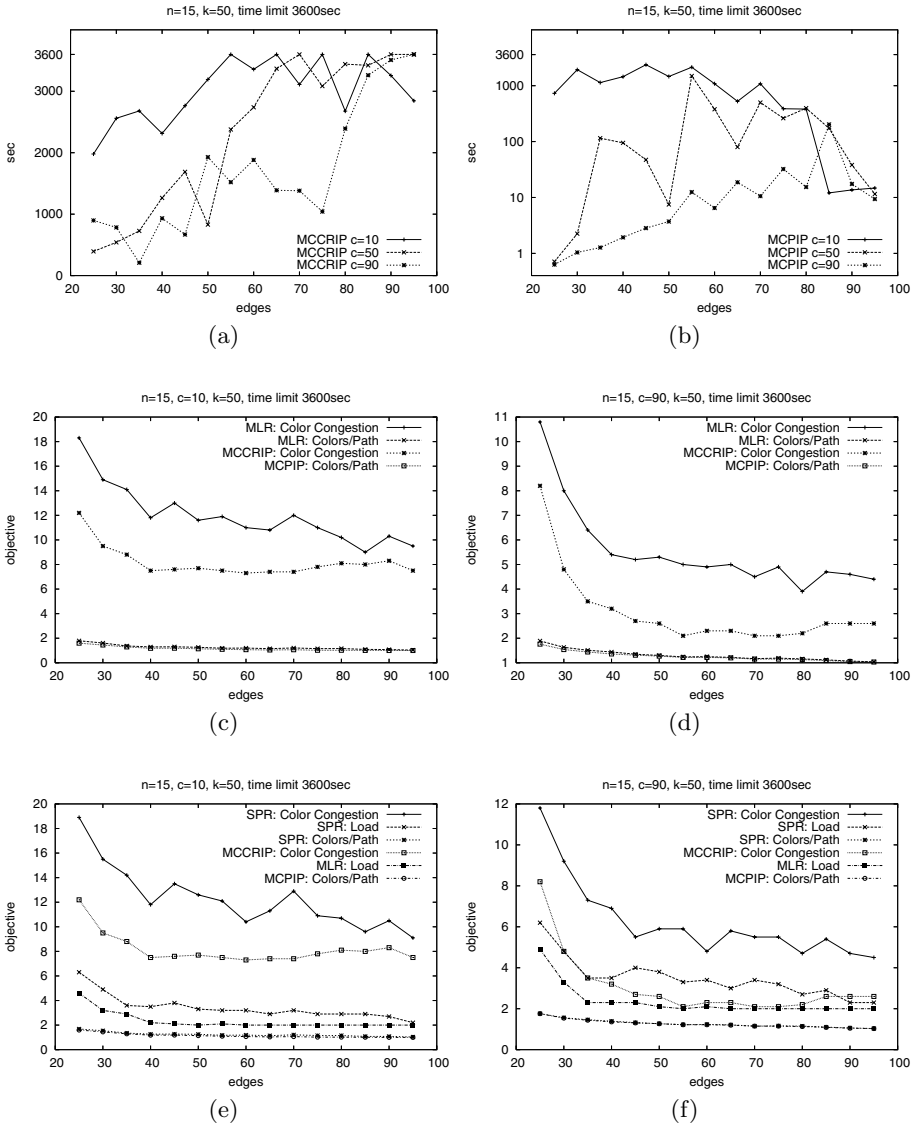 n=15, k=50, time limit 3600sec
3600
3000
2000
1000
0
sec
MCCRIP c=10
MCCRIP c=50
MCCRIP c=90
20 30 40 50 60 70 80 90 100
edges
(a)
n=15, k=50, time limit 3600sec
3600
1000
100
10
1
sec
MCPIP c=10
MCPIP c=50
MCPIP c=90
20 30 40 50 60 70 80 90 100
edges
(b)
n=15, c=10, k=50, time limit 3600sec
20
18
16
14
12
10
8
6
4
2
0
objective
MLR: Color Congestion
MLR: Colors/Path
MCCRIP: Color Congestion
MCPIP: Colors/Path
20 30 40 50 60 70 80 90 100
edges
(c)
n=15, c=90, k=50, time limit 3600sec
11
10
9
8
7
6
5
4
3
2
1
objective
MLR: Color Congestion
MLR: Colors/Path
MCCRIP: Color Congestion
MCPIP: Colors/Path
20 30 40 50 60 70 80 90 100
edges
(d)
n=15, c=10, k=50, time limit 3600sec
20
18
16
14
12
10
8
6
4
2
0
objective
SPR: Color Congestion
SPR: Load
SPR: Colors/Path
MCCRIP: Color Congestion
MLR: Load
MCPIP: Colors/Path
20 30 40 50 60 70 80 90 100
edges
(e)
n=15, c=90, k=50, time limit 3600sec
12
10
8
6
4
2
0
objective
SPR: Color Congestion
SPR: Load
SPR: Colors/Path
MCCRIP: Color Congestion
MLR: Load
MCPIP: Colors/Path
20 30 40 50 60 70 80 90 100
edges
(f)